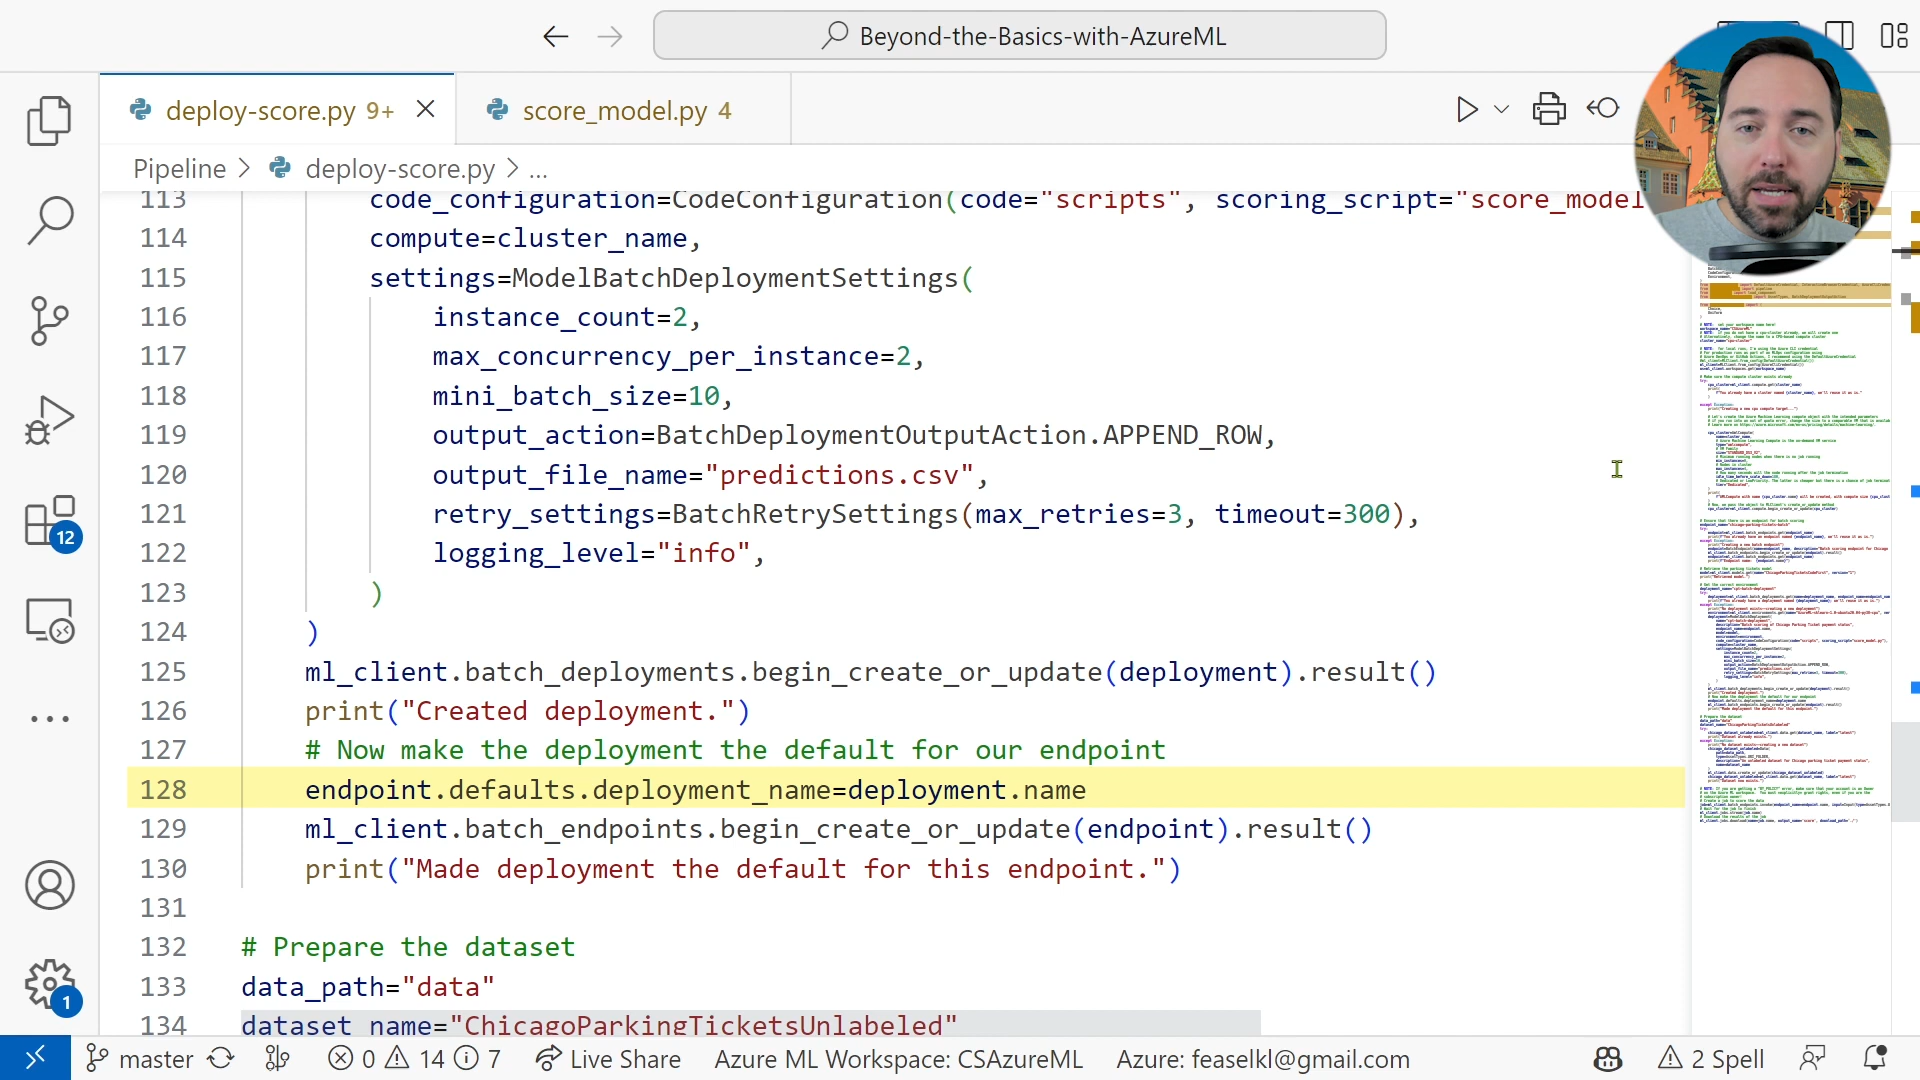 Beyond-the-Basics-with-AzureML
deploy-score.py 9+
score_model.py 4
Pipeline > deploy-score.py > ...
113 code_configuration=CodeConfiguration(code="scripts", scoring_script="score_model
114 compute=cluster_name,
115 settings=ModelBatchDeploymentSettings(
116 instance_count=2,
117 max_concurrency_per_instance=2,
118 mini_batch_size=10,
119 output_action=BatchDeploymentOutputAction.APPEND_ROW,
120 output_file_name="predictions.csv",
121 retry_settings=BatchRetrySettings(max_retries=3, timeout=300),
122 logging_level="info",
123 )
124 )
125 ml_client.batch_deployments.begin_create_or_update(deployment).result()
126 print("Created deployment.")
127 # Now make the deployment the default for our endpoint
128 endpoint.defaults.deployment_name=deployment.name
129 ml_client.batch_endpoints.begin_create_or_update(endpoint).result()
130 print("Made deployment the default for this endpoint.")
131
132 # Prepare the dataset
133 data_path="data"
134 dataset_name="ChicagoParkingTicketsUnlabeled"
12
1
master 0 14 7 Live Share Azure ML Workspace: CSAzureML Azure: feaselkl@gmail.com 2 Spell